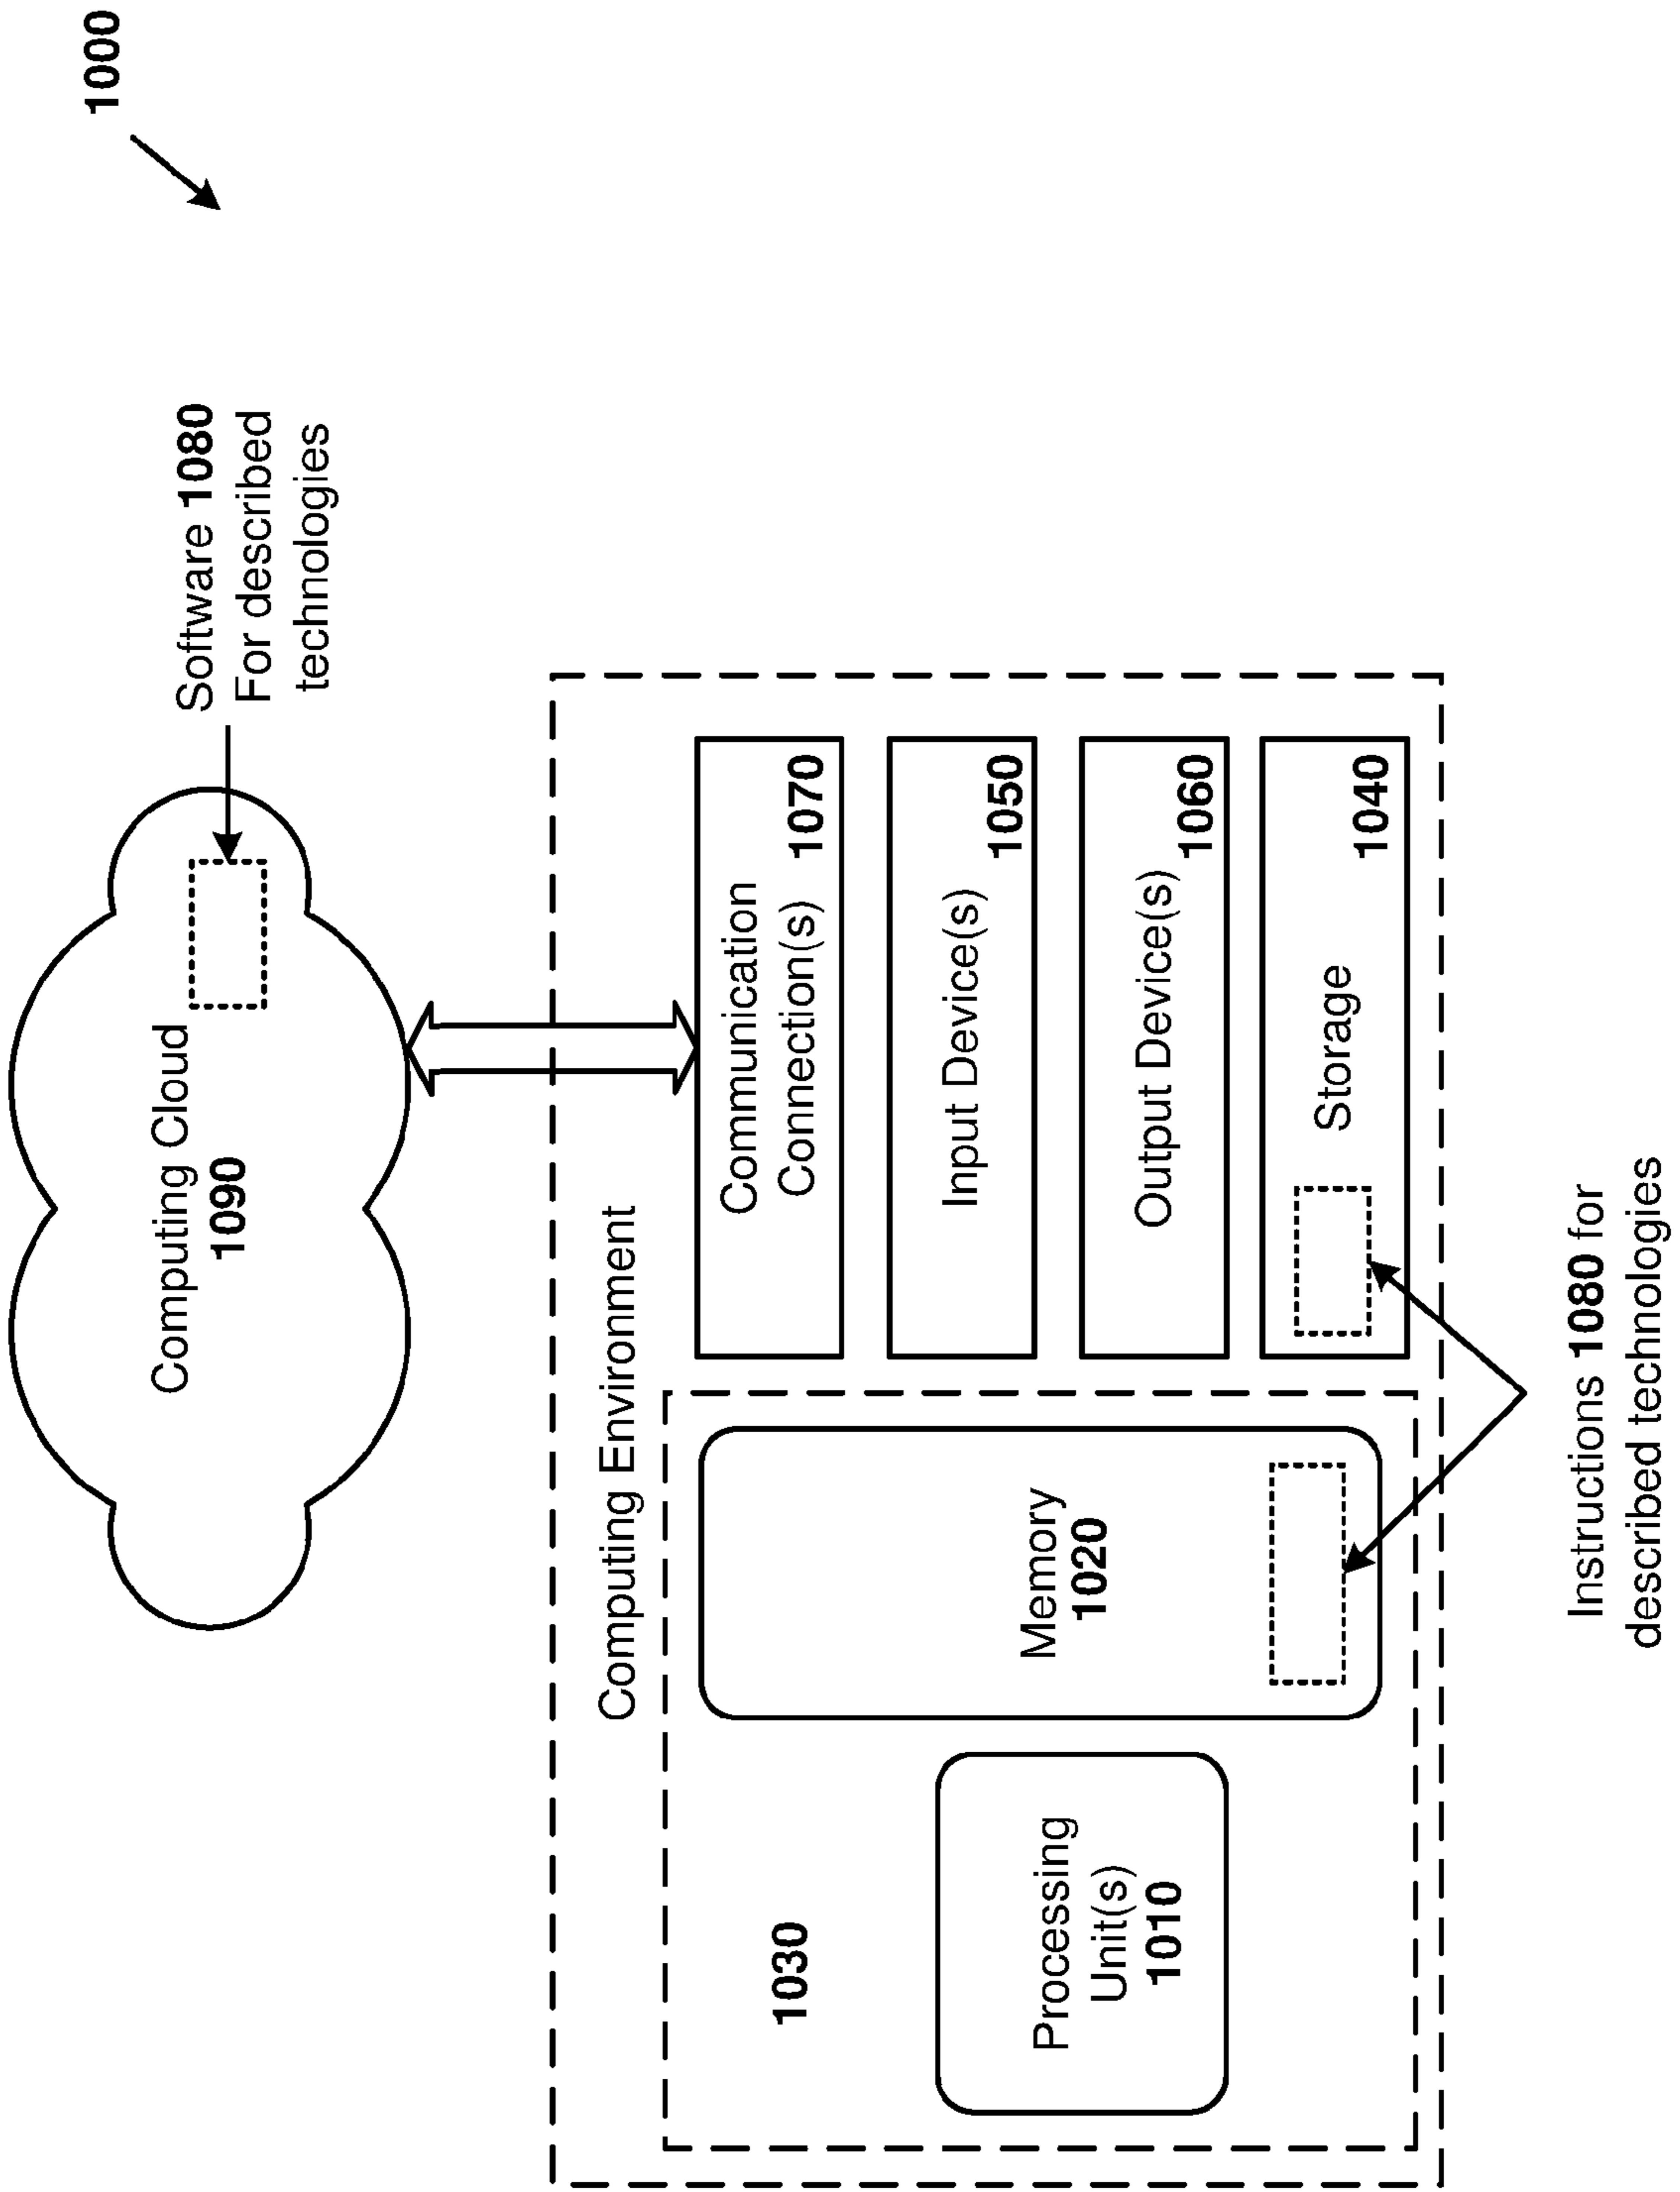 1000
Computing Cloud
1090
Software 1080
For described
technologies
Computing Environment
1030
Processing
Unit(s)
1010
Memory
1020
Communication
Connection(s) 1070
Input Device(s)
1050
Output Device(s)
1060
Storage
1040
Instructions 1080 for
described technologies